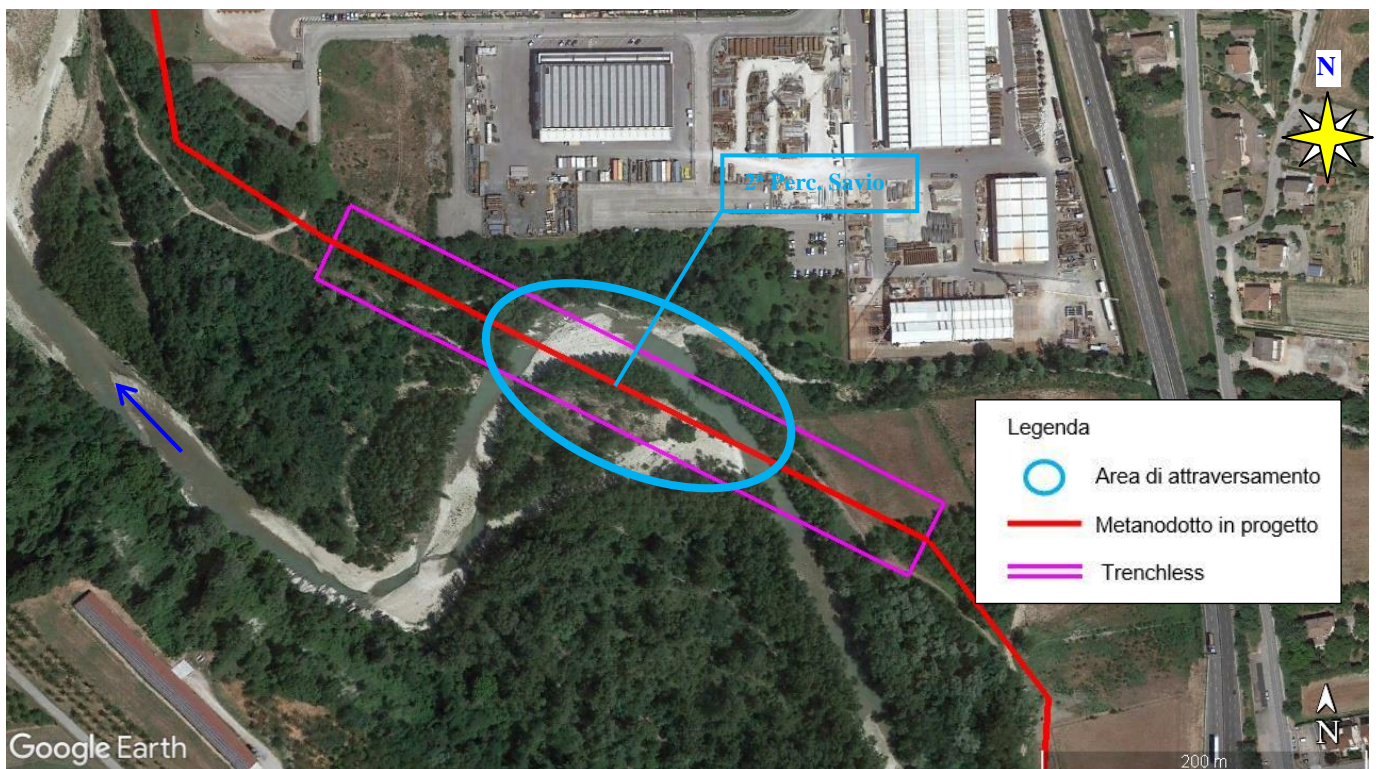 N
2° Perc. Savio
Legenda
Area di attraversamento
Metanodotto in progetto
Trenchless
N
Google Earth
200 m